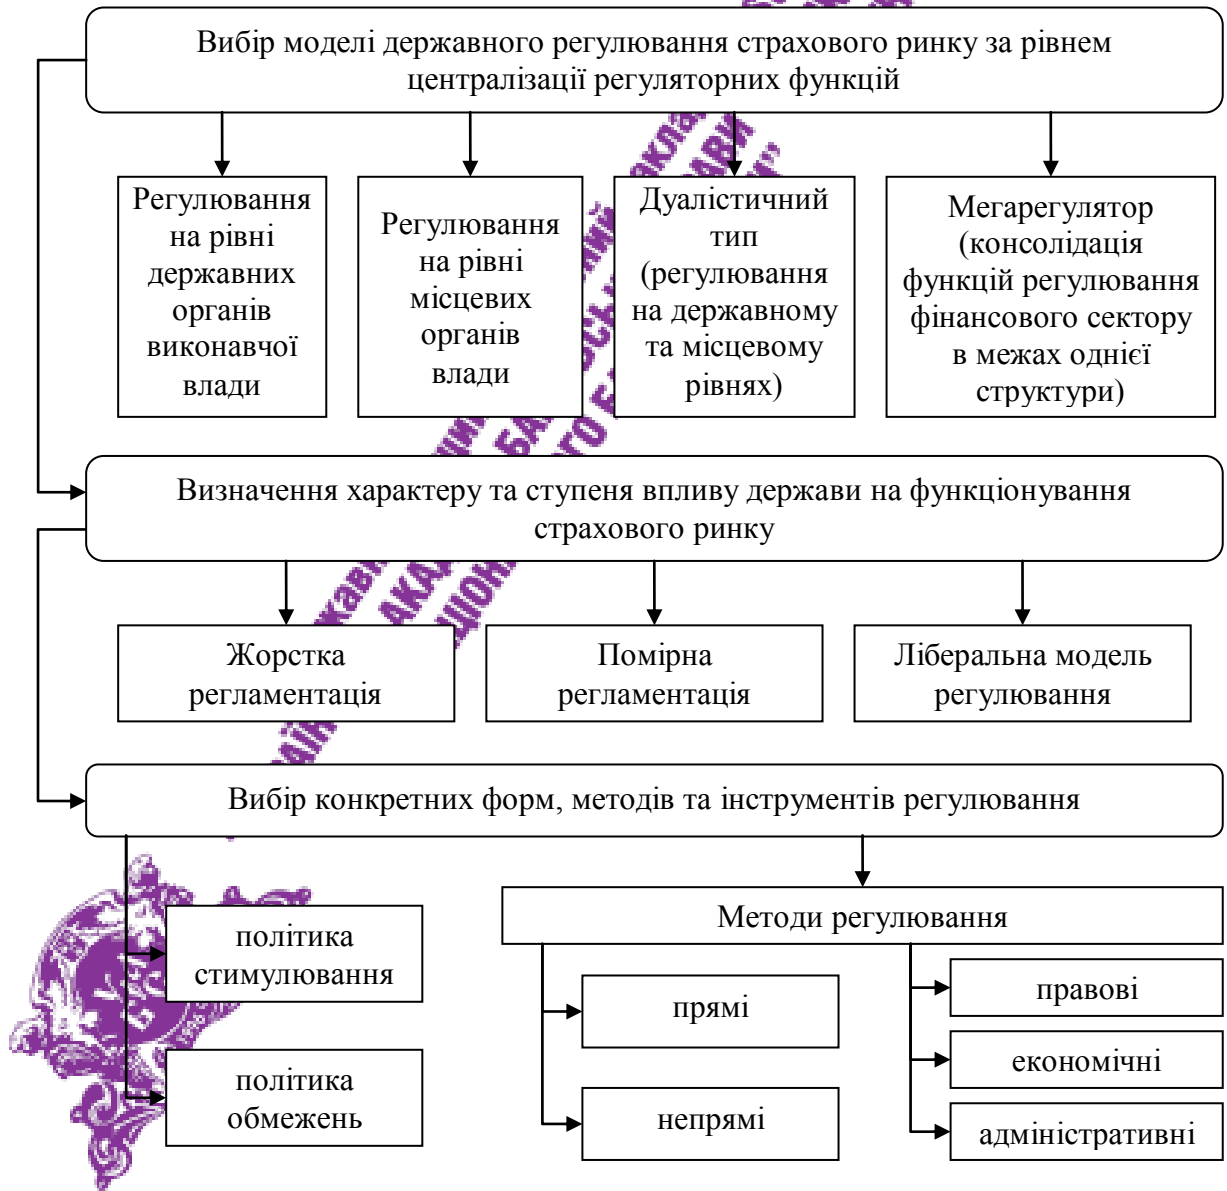 Вибір моделі державного регулювання страхового ринку за рівнем
централізації регуляторних функцій
Регулювання
на рівні
державних
органів
виконавчої
влади
Регулювання
на рівні
місцевих
органів
влади
Дуалістичний
тип
(регулювання
на державному
та місцевому
рівнях)
Мегарегулятор
(консолідація
функцій регулювання
фінансового сектору
в межах однієї
структури)
Визначення характеру та ступеня впливу держави на функціонування
страхового ринку
Жорстка
регламентація
Помірна
регламентація
Ліберальна модель
регулювання
Вибір конкретних форм, методів та інструментів регулювання
політика
стимулювання
політика
обмежень
Методи регулювання
прямі
непрямі
правові
економічні
адміністративні